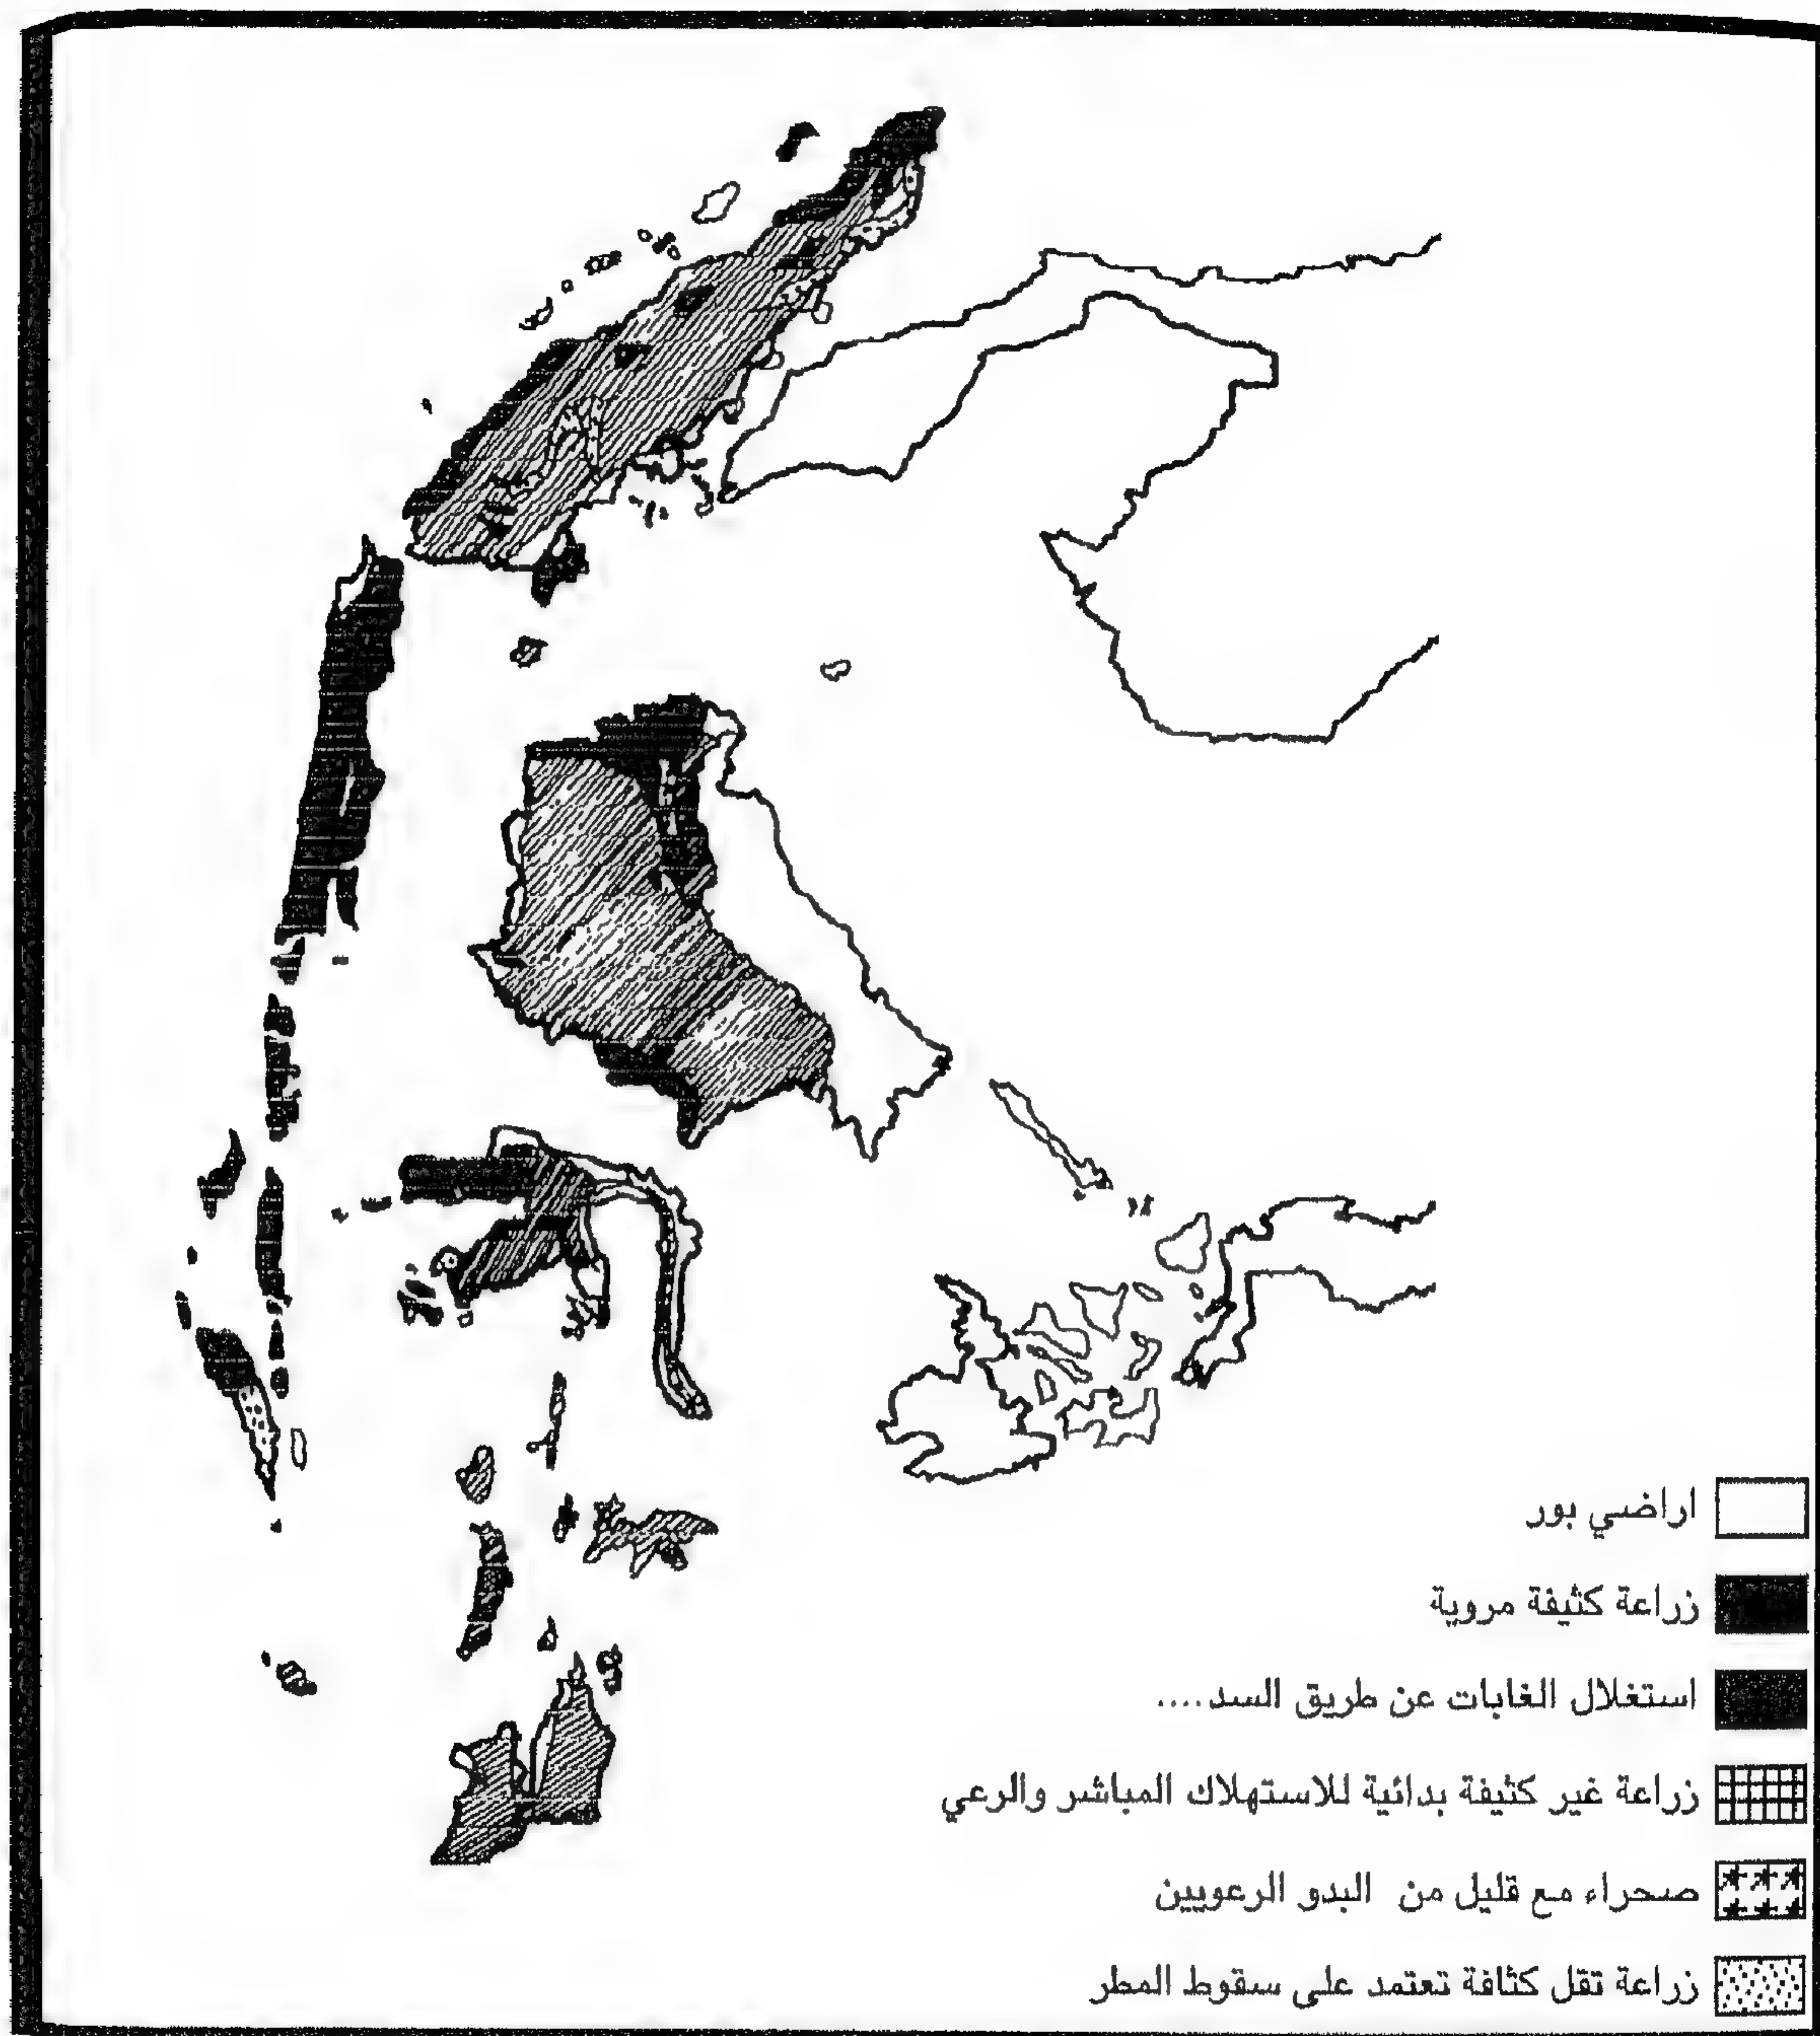 اراضي بور
زراعة كثيفة مروية
استغلال الغابات عن طريق السد....
زراعة غير كثيفة بدائية للاستهلاك المباشر والرعي
صحراء مع قليل من البدو الرعويين
زراعة تقل كثافة تعتمد على سقوط المطر